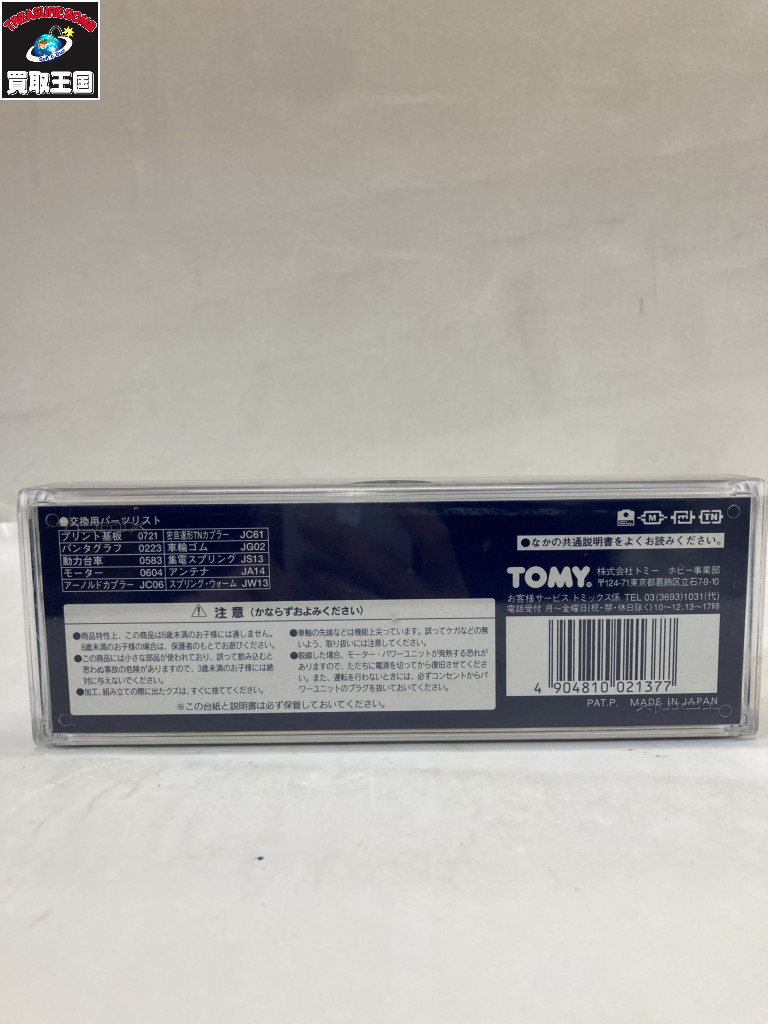 TREASURE KINGDOM
買取王国
●交換用パーツリスト
プリント基板 0721 密自連形TNカプラー JC61
パンタグラフ 0223 車輪ゴム JG02
動力台車 0583 集電スプリング JS13
モーター 0604 アンテナ JA14
アーノルドカプラー JC06 スプリング・ウォーム JW13
⚠ 注意(かならずおよみください)
●商品特性上、この商品は8歳未満のお子様には適しません。
8歳未満のお子様の場合は、保護者のもとでお遊びください。
●この商品には小さな部品が使われており、誤って飲み込むと
思わぬ事故の危険がありますので、3歳未満のお子様には絶
対に与えないでください。
●加工、組み立ての際に出たクズは、すぐに捨ててください。
●車軸の先端などは機能上尖っています。誤ってケガなどの無
いよう、取り扱いには注意してください。
●脱線した場合、モーター・パワーユニットが発熱する恐れが
ありますので、ただちに電源を切ってから復旧させてくださ
い。また、運転を行わないときには、必ずコンセントからパ
ワーユニットのプラグを抜いておいてください。
※この台紙と説明書は必ず保管しておいてください。
M TN
●なかの共通説明書をよくお読みください。
TOMY 株式会社トミー ホビー事業部
〒124-71東京都葛飾区立石7-9-10
お客様サービス トミックス係 TEL 03(3693)1031(代)
電話受付 月〜金曜日(祝・祭・休日除く)10〜12、13〜17時
4 904810 021377
PAT.P. MADE IN JAPAN